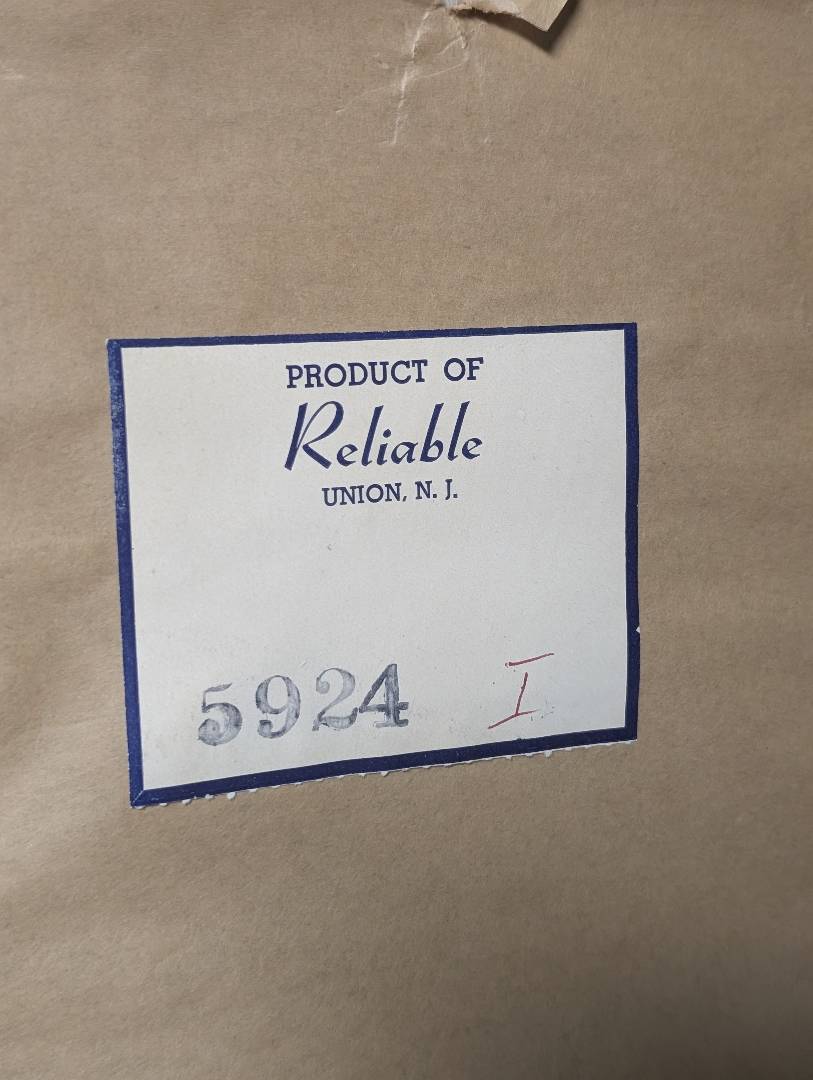 PRODUCT OF
Reliable
UNION, N. J.
5924 I